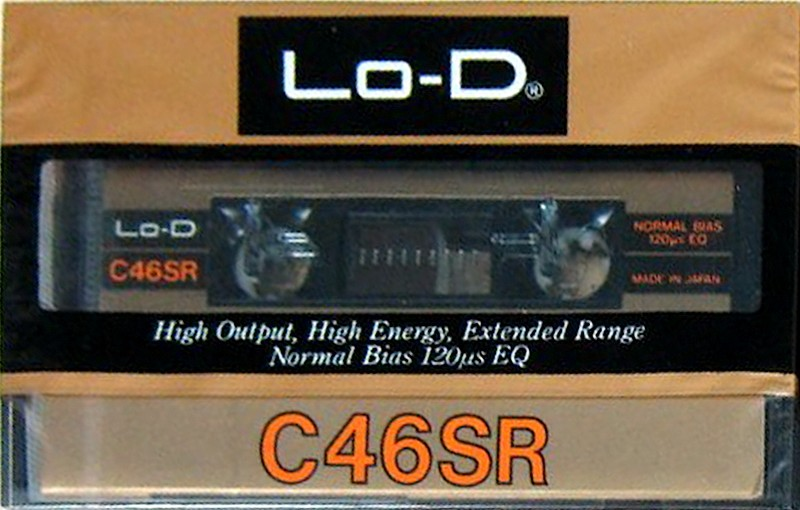 Lo-D®
Lo-D
C46SR
NORMAL BIAS
120μs EQ
MADE IN JAPAN
High Output, High Energy, Extended Range
Normal Bias 120μs EQ
C46SR